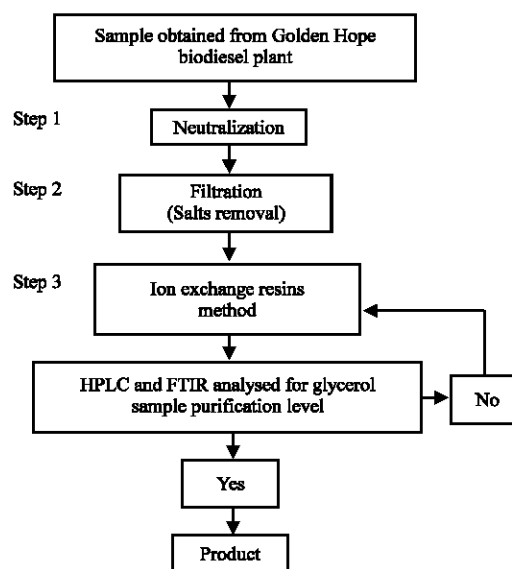 Sample obtained from Golden Hope
biodiesel plant
Step 1
Neutralization
Step 2
Filtration
(Salts removal)
Step 3
Ion exchange resins
method
HPLC and FTIR analysed for glycerol
sample purification level
No
Yes
Product